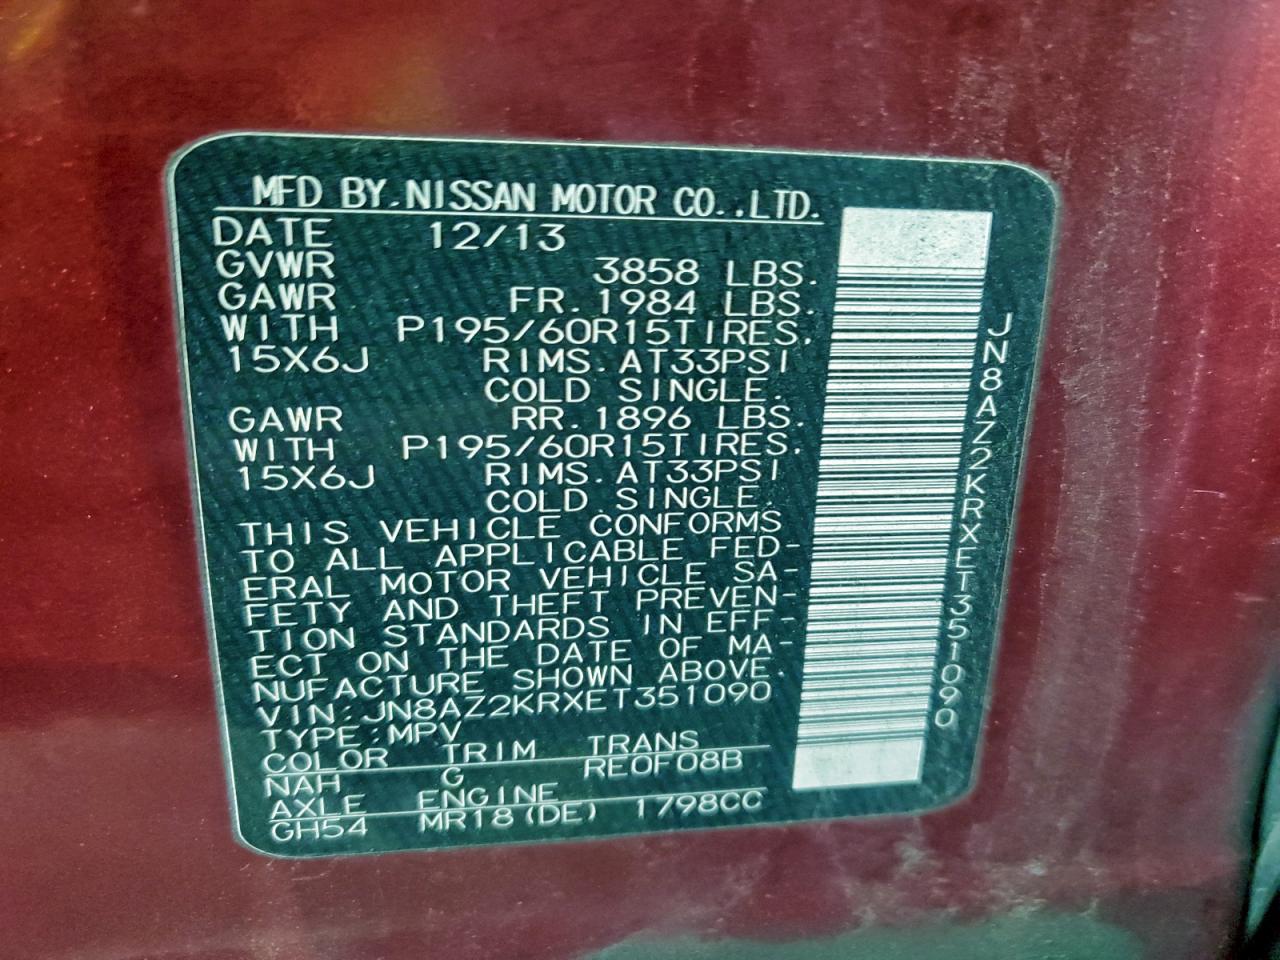 MFD BY.NISSAN MOTOR CO.,LTD.
DATE 12/13
GVWR 3858 LBS.
GAWR FR.1984 LBS.
WITH P195/60R15TIRES.
15X6J RIMS.AT33PSI
COLD SINGLE.
GAWR RR.1896 LBS.
WITH P195/60R15TIRES.
15X6J RIMS.AT33PSI
COLD SINGLE.
THIS VEHICLE CONFORMS
TO ALL APPLICABLE FED-
ERAL MOTOR VEHICLE SA-
FETY AND THEFT PREVEN-
TION STANDARDS IN EFF-
ECT ON THE DATE OF MA-
NUFACTURE SHOWN ABOVE.
VIN:JN8AZ2KRXET351090
TYPE:MPV
COLOR TRIM TRANS
NAH G RE0F08B
AXLE ENGINE
GH54 MR18(DE) 1798CC
JN8AZ2KRXET351090